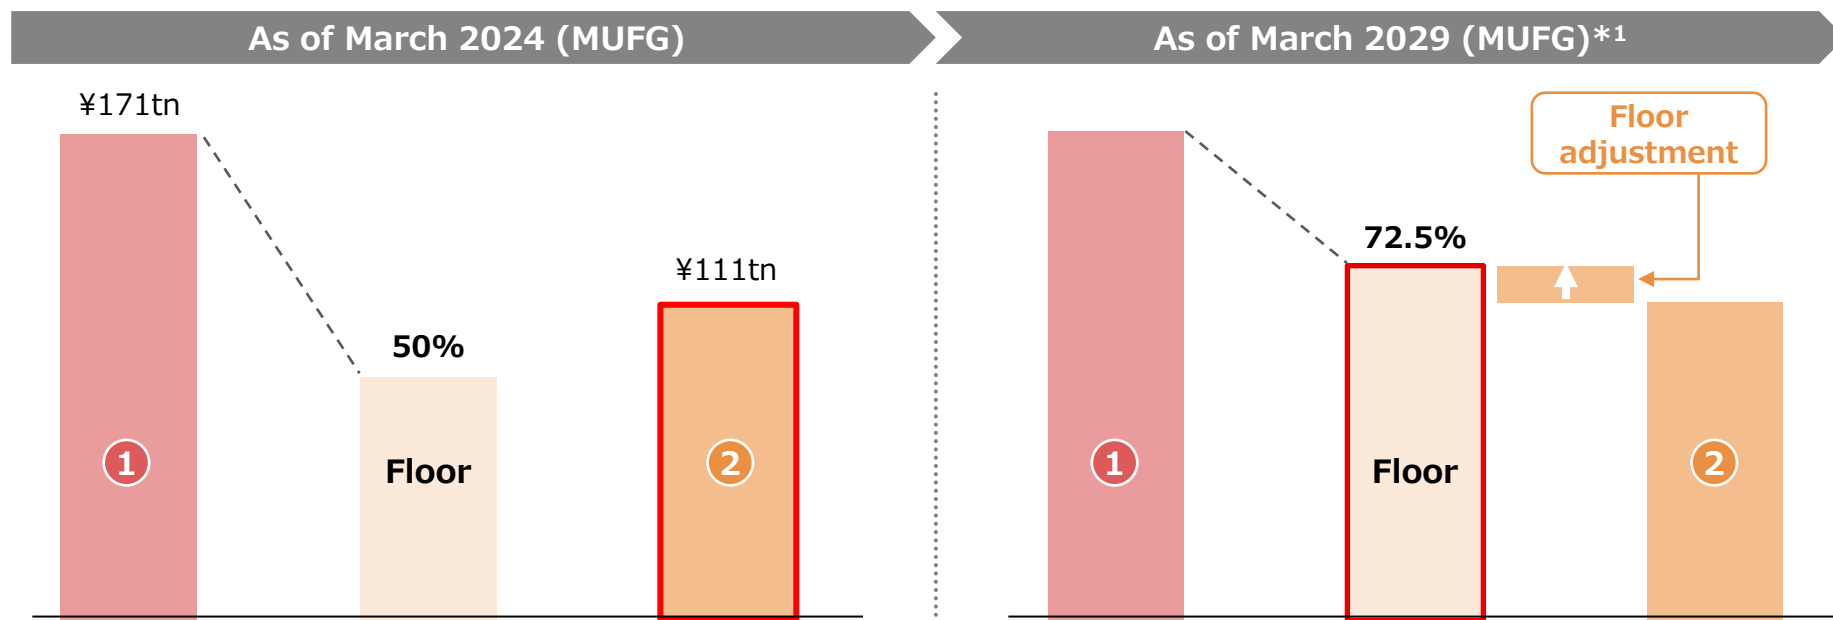 As of March 2024 (MUFG)
¥171tn
50%
¥111tn
1
Floor
2
As of March 2029 (MUFG)*1
Floor
adjustment
72.5%
1
Floor
2